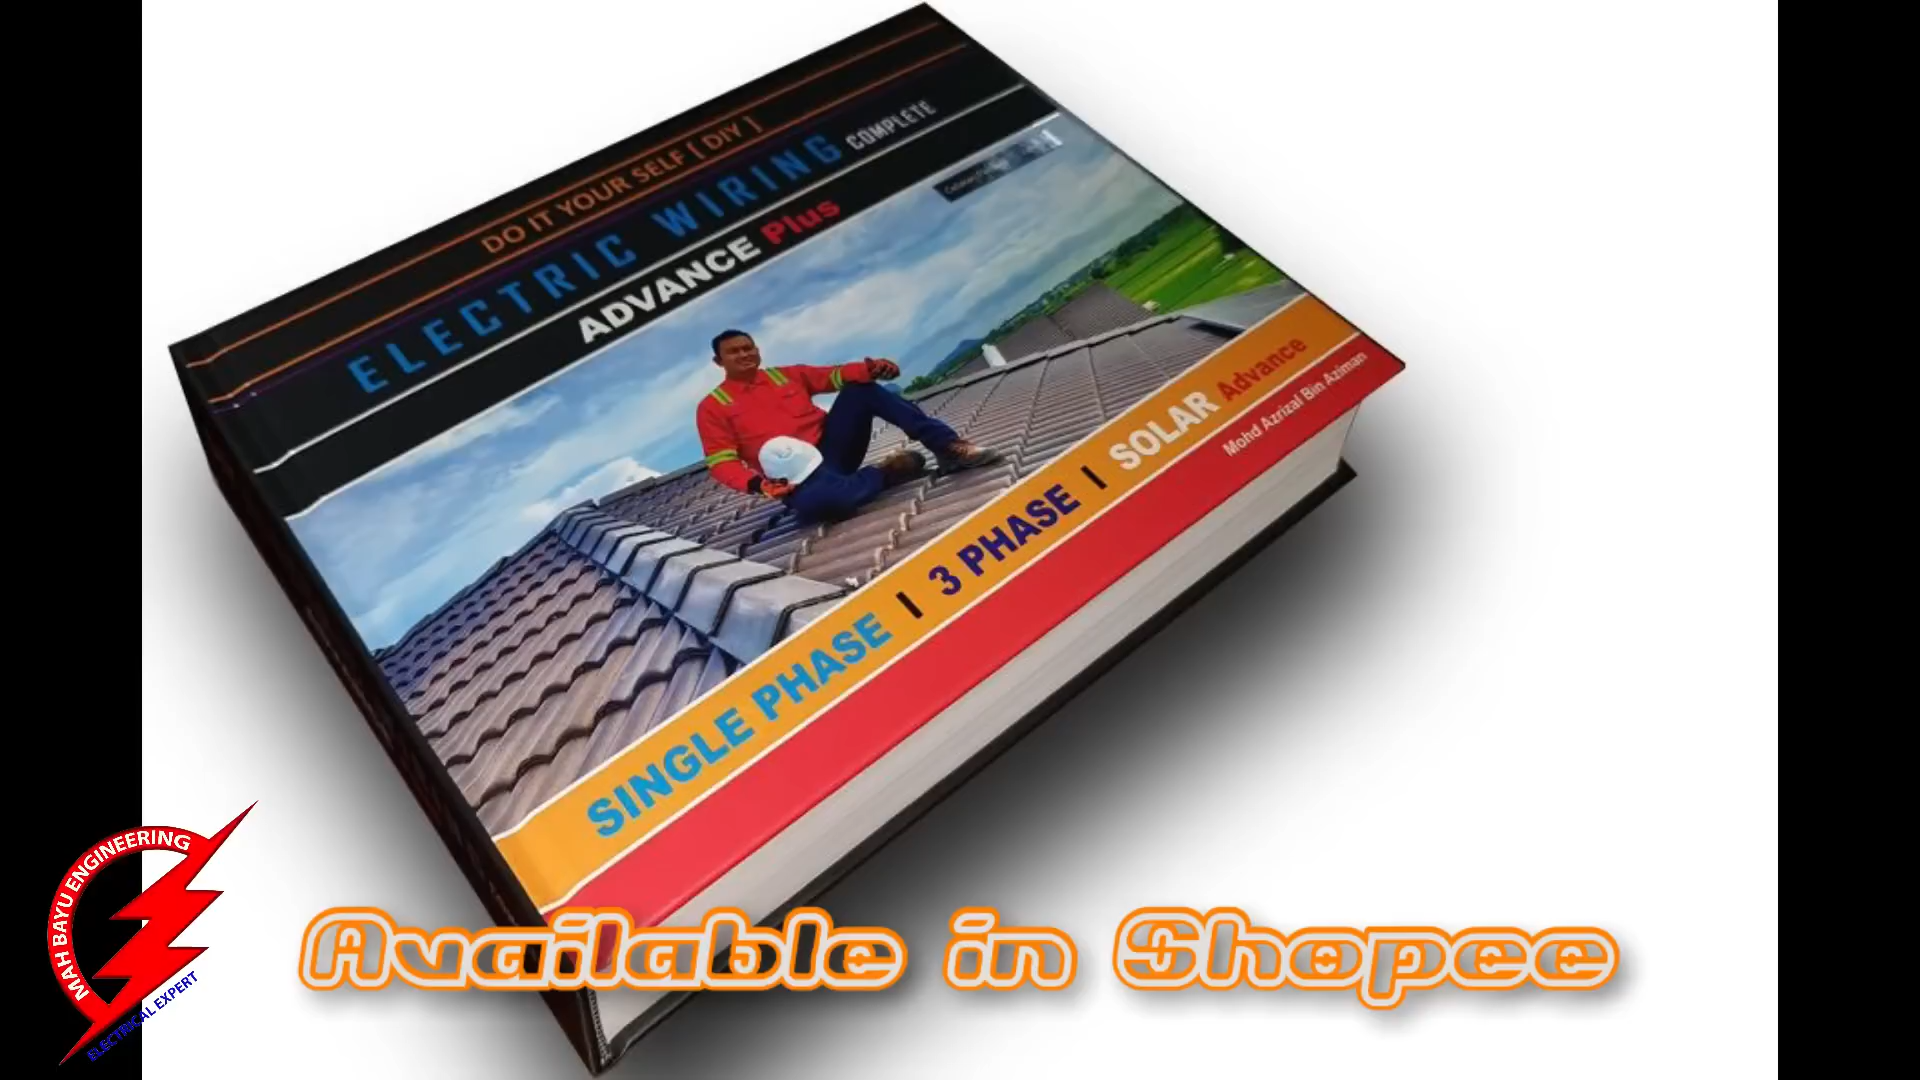 DO IT YOUR SELF [ DIY ]
ELECTRIC WIRING COMPLETE
ADVANCE Plus
SINGLE PHASE I 3 PHASE I SOLAR Advance
Mohd Azrizal Bin Aziman
MAH BAYU ENGINEERING
ELECTRICAL EXPERT
Available in Shopee